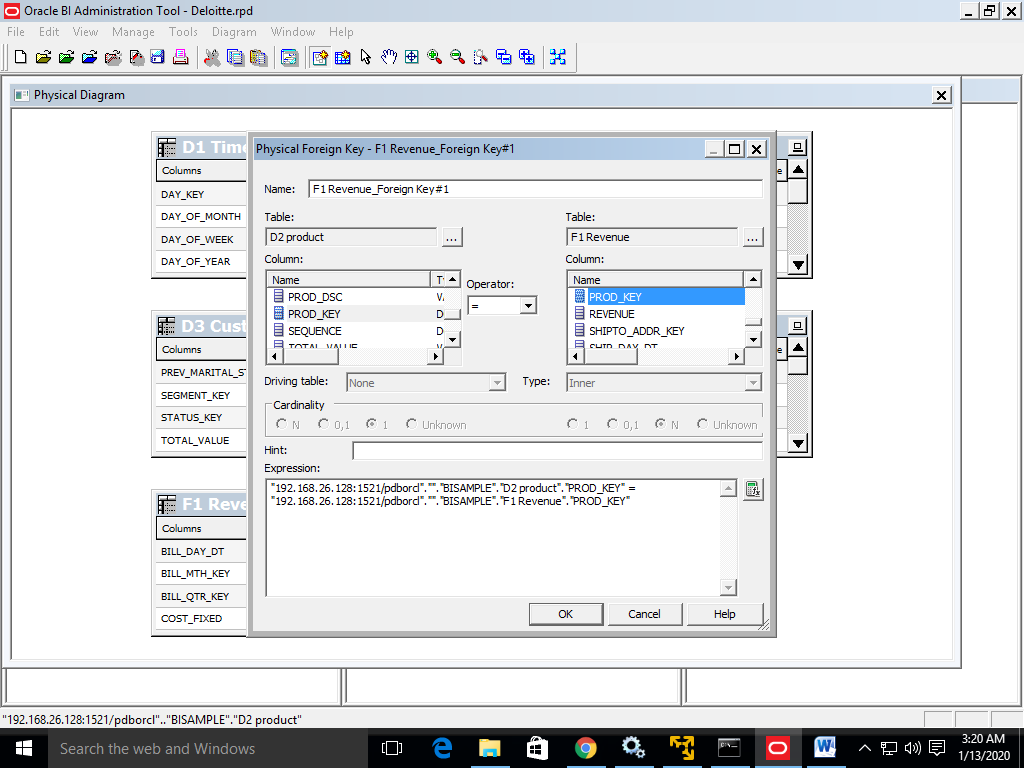 Oracle BI Administration Tool - Deloitte.rpd
File Edit View Manage Tools Diagram Window Help
Physical Diagram
D1 Time
Columns
DAY_KEY
DAY_OF_MONTH
DAY_OF_WEEK
DAY_OF_YEAR
D3 Cust
Columns
PREV_MARITAL_ST
SEGMENT_KEY
STATUS_KEY
TOTAL_VALUE
F1 Reve
Columns
BILL_DAY_DT
BILL_MTH_KEY
BILL_QTR_KEY
COST_FIXED
Physical Foreign Key - F1 Revenue_Foreign Key#1
Name: F1 Revenue_Foreign Key#1
Table: Table:
D2 product ... F1 Revenue ...
Column: Column:
Name Name
PROD_DSC PROD_KEY
PROD_KEY REVENUE
SEQUENCE SHIPTO_ADDR_KEY
TOTAL_VALUE SHIP_DAY_DT
Operator:
=
Driving table: None Type: Inner
Cardinality
N 0,1 1 Unknown 1 0,1 N Unknown
Hint:
Expression:
"192.168.26.128:1521/pdborcl".""."BISAMPLE"."D2 product"."PROD_KEY" =
"192.168.26.128:1521/pdborcl".""."BISAMPLE"."F1 Revenue"."PROD_KEY"
OK Cancel Help
"192.168.26.128:1521/pdborcl".."BISAMPLE"."D2 product"
Search the web and Windows
3:20 AM
1/13/2020